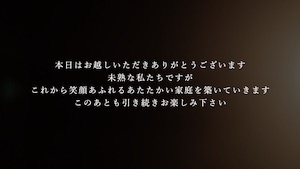 本日はお越しいただきありがとうございます
未熟な私たちですが
これから笑顔あふれるあたたかい家庭を築いていきます
このあとも引き続きお楽しみ下さい